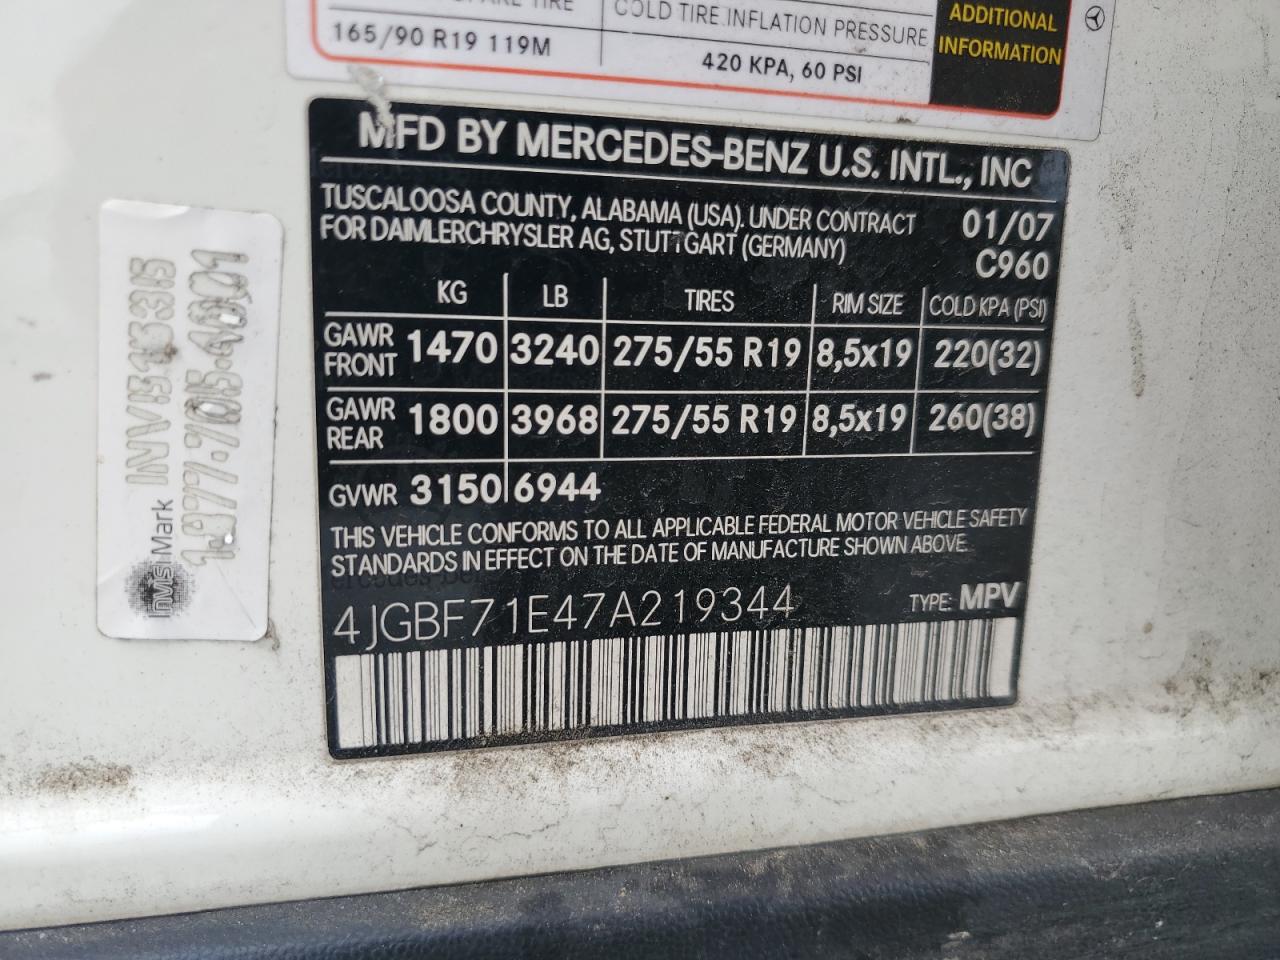 SPARE TIRE
COLD TIRE INFLATION PRESSURE
165/90 R19 119M
420 KPA, 60 PSI
ADDITIONAL
INFORMATION
MFD BY MERCEDES-BENZ U.S. INTL., INC
TUSCALOOSA COUNTY, ALABAMA (USA). UNDER CONTRACT
FOR DAIMLERCHRYSLER AG, STUTTGART (GERMANY)
01/07
C960
KG LB TIRES RIM SIZE COLD KPA (PSI)
GAWR FRONT 1470 3240 275/55 R19 8,5x19 220(32)
GAWR REAR 1800 3968 275/55 R19 8,5x19 260(38)
GVWR 3150 6944
THIS VEHICLE CONFORMS TO ALL APPLICABLE FEDERAL MOTOR VEHICLE SAFETY
STANDARDS IN EFFECT ON THE DATE OF MANUFACTURE SHOWN ABOVE.
4JGBF71E47A219344
TYPE: MPV
InvisiMark